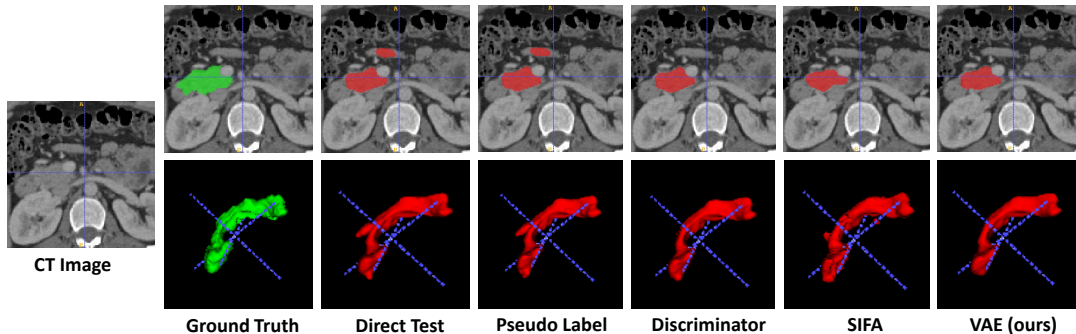 A A A A A
A
CT Image
Ground Truth Direct Test Pseudo Label Discriminator SIFA VAE (ours)